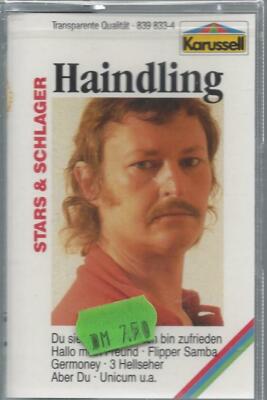 Transparente Qualität · 839 833-4
Karussell
Haindling
STARS & SCHLAGER
DM 7.50
Du bin zufrieden
Hallo Freund · Flipper Samba
Germoney · 3 Hellseher
Aber Du · Unicum u.a.